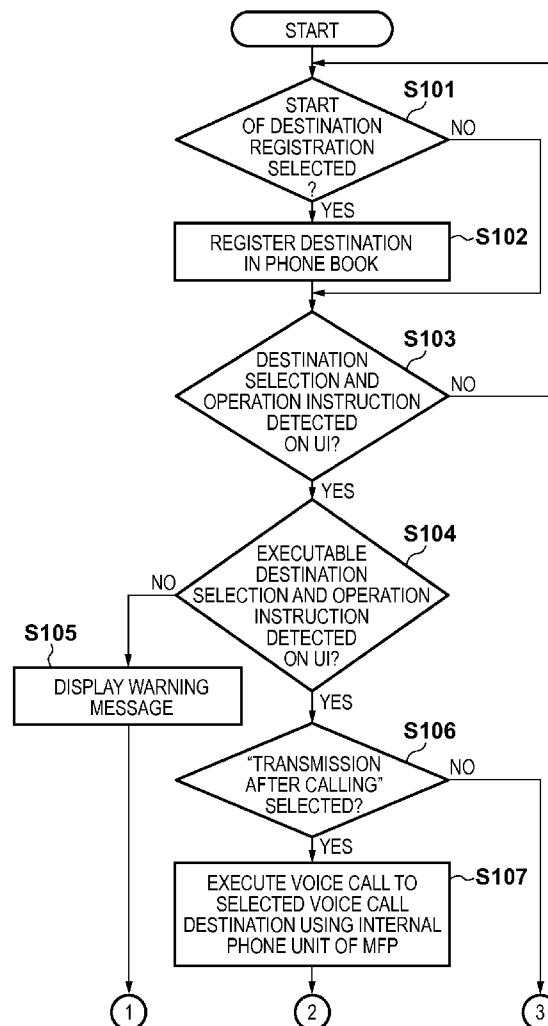 START
S101
START
OF DESTINATION
REGISTRATION
SELECTED
?
NO
YES
S102
REGISTER DESTINATION
IN PHONE BOOK
S103
DESTINATION
SELECTION AND
OPERATION INSTRUCTION
DETECTED
ON UI?
NO
YES
S104
EXECUTABLE
DESTINATION
SELECTION AND OPERATION
INSTRUCTION
DETECTED
ON UI?
NO
YES
S105
DISPLAY WARNING
MESSAGE
S106
“TRANSMISSION
AFTER CALLING”
SELECTED?
NO
YES
S107
EXECUTE VOICE CALL TO
SELECTED VOICE CALL
DESTINATION USING INTERNAL
PHONE UNIT OF MFP
1
2
3